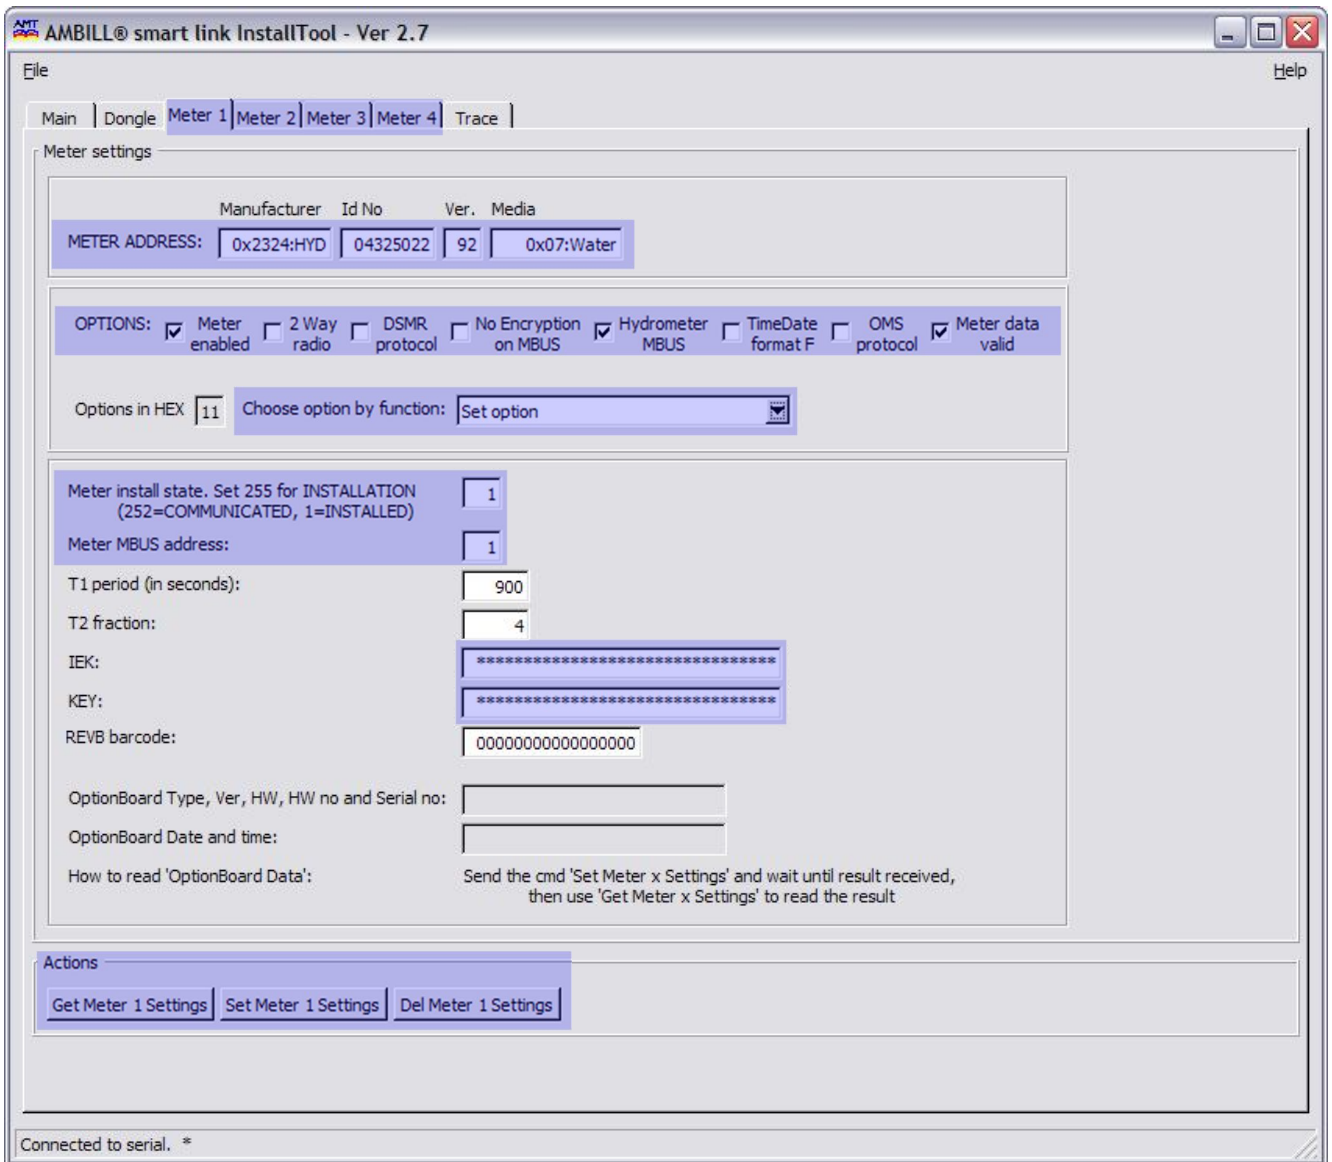 AMT AMBILL® smart link InstallTool - Ver 2.7
File Help
Main Dongle Meter 1 Meter 2 Meter 3 Meter 4 Trace
Meter settings
Manufacturer Id No Ver. Media
METER ADDRESS: 0x2324:HYD 04325022 92 0x07:Water
OPTIONS: Meter 2 Way DSMR No Encryption Hydrometer TimeDate OMS Meter data
enabled radio protocol on MBUS MBUS format F protocol valid
Options in HEX 11 Choose option by function: Set option
Meter install state. Set 255 for INSTALLATION 1
(252=COMMUNICATED, 1=INSTALLED)
Meter MBUS address: 1
T1 period (in seconds): 900
T2 fraction: 4
IEK: ********************************
KEY: ********************************
REVB barcode: 00000000000000000
OptionBoard Type, Ver, HW, HW no and Serial no:
OptionBoard Date and time:
How to read 'OptionBoard Data': Send the cmd 'Set Meter x Settings' and wait until result received,
then use 'Get Meter x Settings' to read the result
Actions
Get Meter 1 Settings Set Meter 1 Settings Del Meter 1 Settings
Connected to serial. *